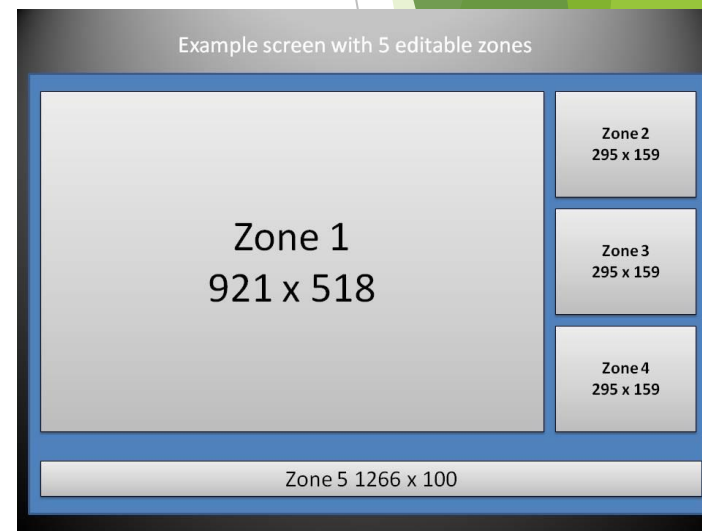 Example screen with 5 editable zones
Zone 1
921 x 518
Zone 2
295 x 159
Zone 3
295 x 159
Zone 4
295 x 159
Zone 5 1266 x 100